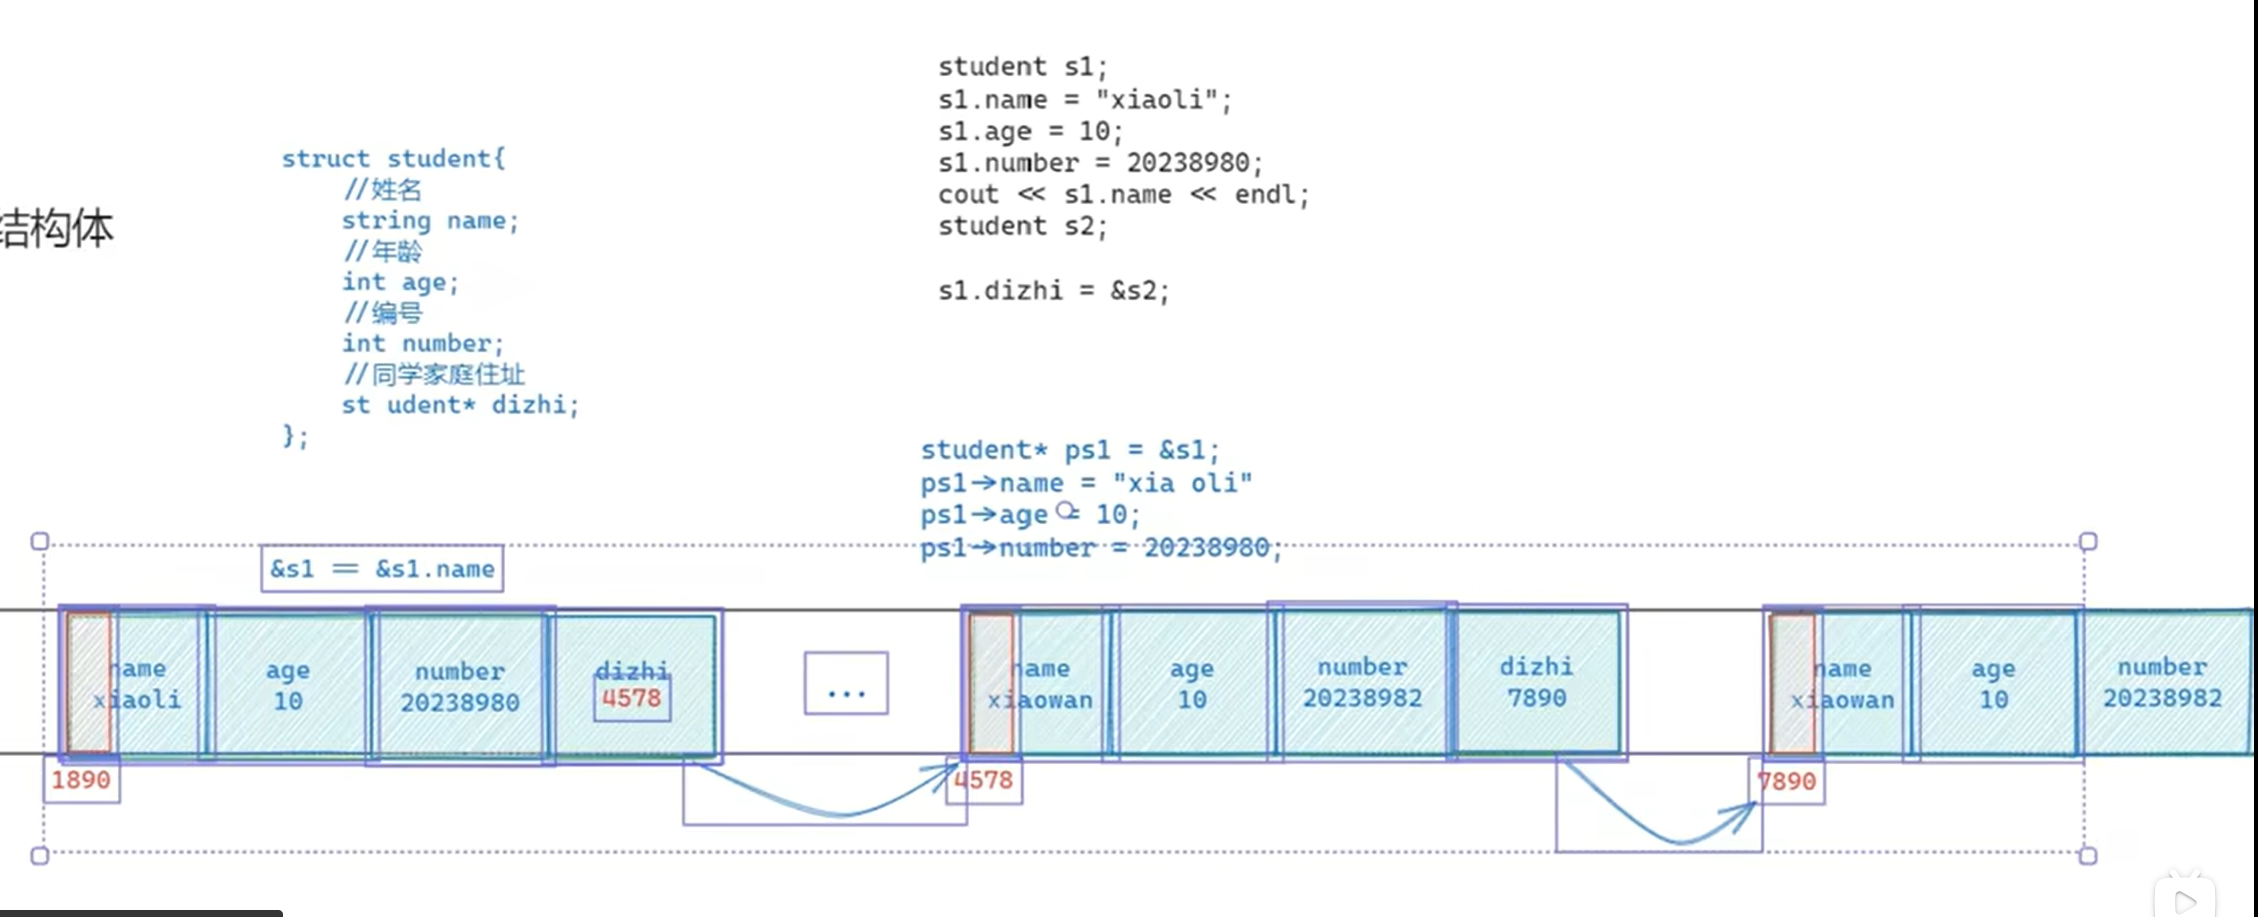 结构体
struct student{
//姓名
string name;
//年龄
int age;
//编号
int number;
//同学家庭住址
st udent* dizhi;
};
student s1;
s1.name = "xiaoli";
s1.age = 10;
s1.number = 20238980;
cout << s1.name << endl;
student s2;
s1.dizhi = &s2;
student* ps1 = &s1;
ps1->name = "xia oli"
ps1->age = 10;
ps1->number = 20238980;
&s1 == &s1.name
name
xiaoli
age
10
number
20238980
dizhi
4578
...
name
xiaowan
age
10
number
20238982
dizhi
7890
name
xiaowan
age
10
number
20238982
1890
4578
7890